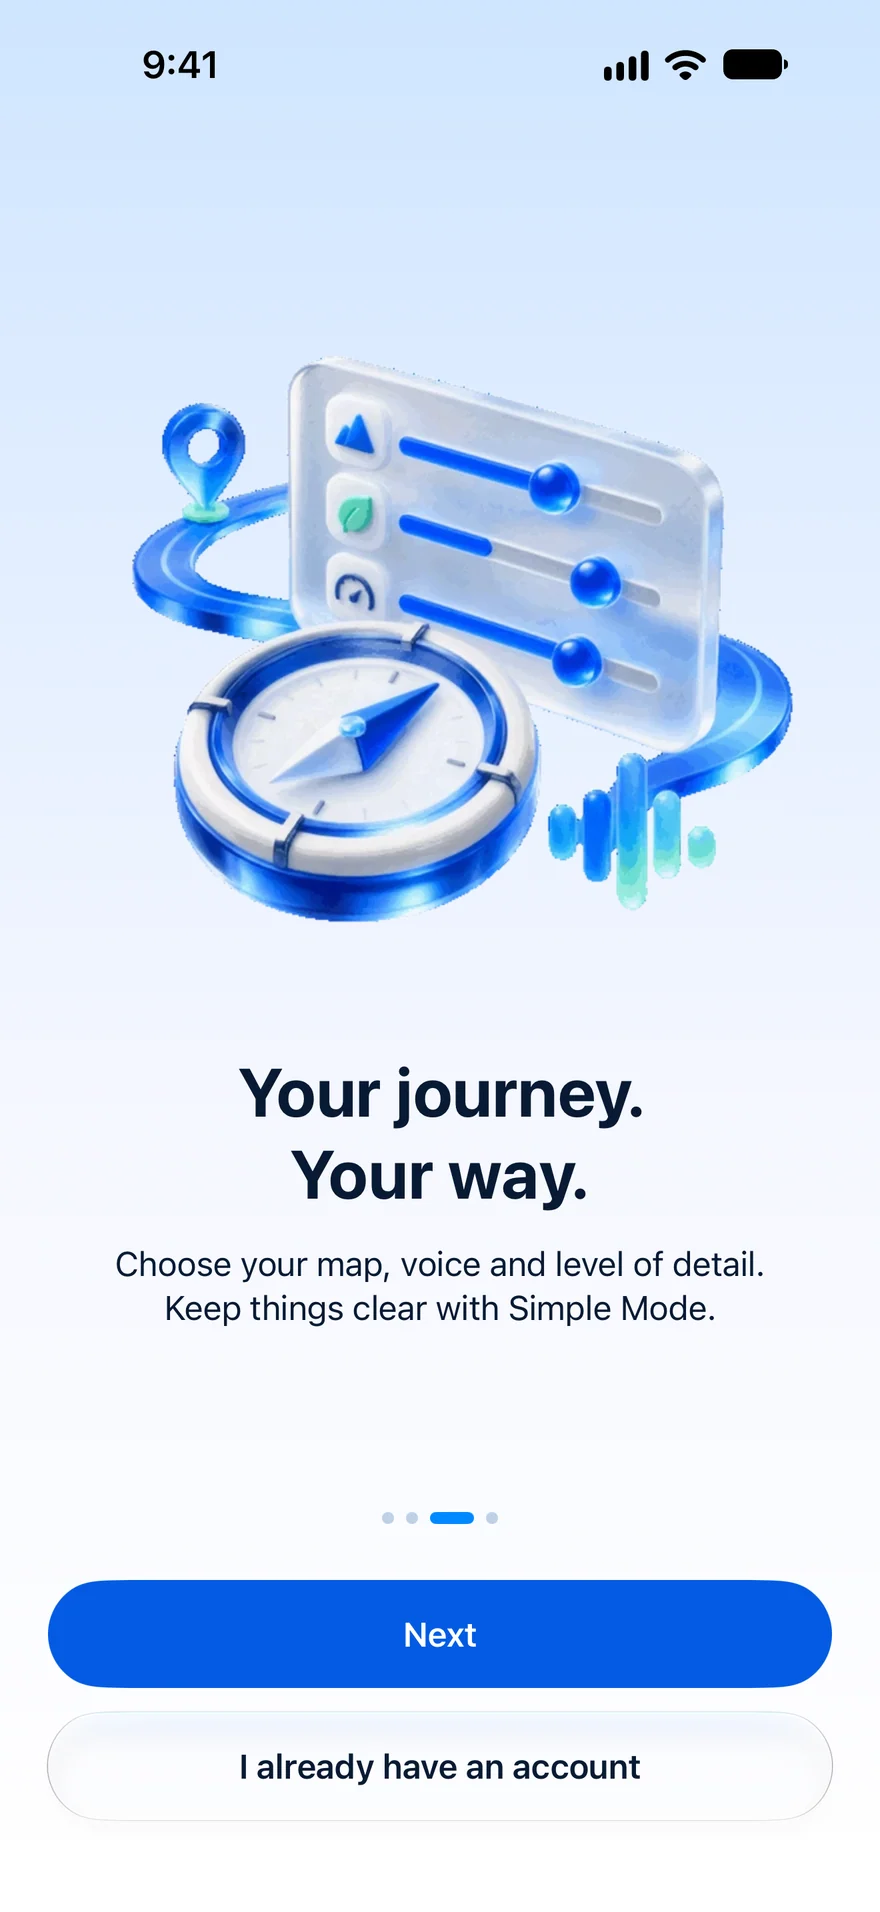 9:41
Your journey.
Your way.
Choose your map, voice and level of detail.
Keep things clear with Simple Mode.
Next
I already have an account